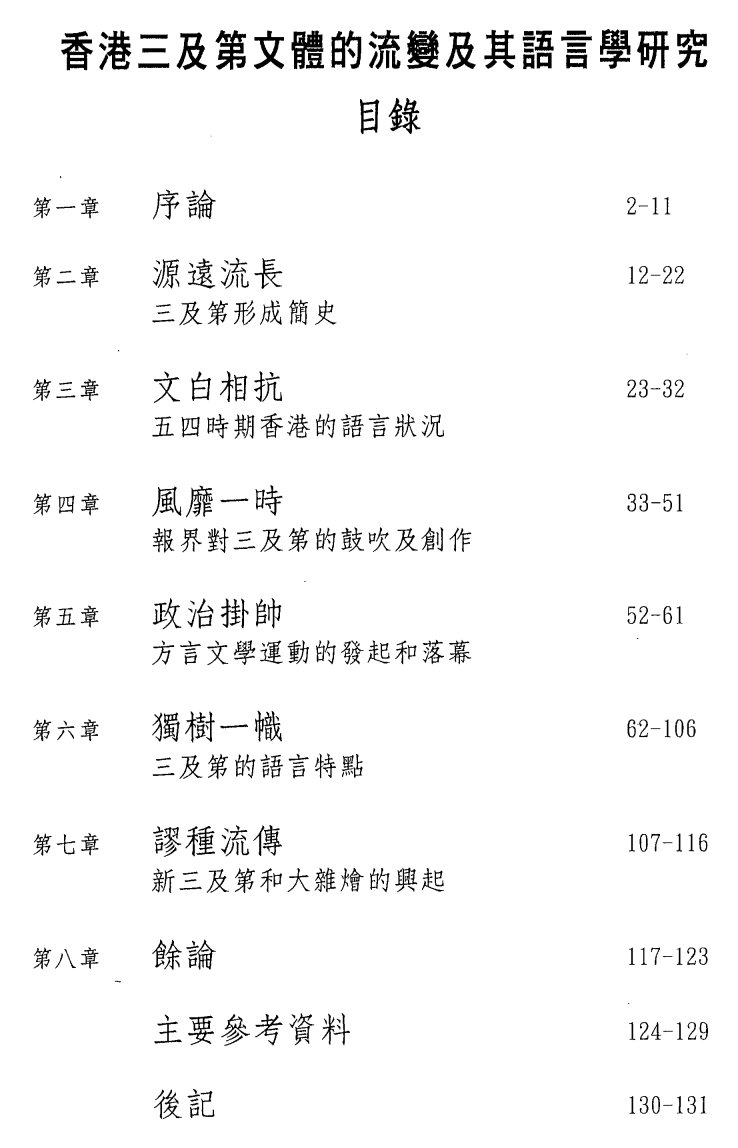 香港三及第文體的流變及其語言學研究
目錄
第一章 序論 2-11
第二章 源遠流長 12-22
三及第形成簡史
第三章 文白相抗 23-32
五四時期香港的語言狀況
第四章 風靡一時 33-51
報界對三及第的鼓吹及創作
第五章 政治掛帥 52-61
方言文學運動的發起和落幕
第六章 獨樹一幟 62-106
三及第的語言特點
第七章 謬種流傳 107-116
新三及第和大雜燴的興起
第八章 餘論 117-123
主要參考資料 124-129
後記 130-131